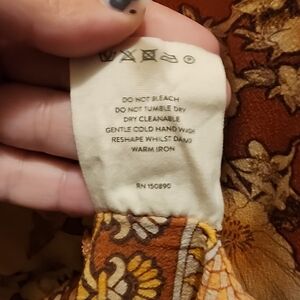 DO NOT BLEACH
DO NOT TUMBLE DRY
DRY CLEANABLE
GENTLE COLD HAND WASH
RESHAPE WHILST DAMP
WARM IRON
RN 150890